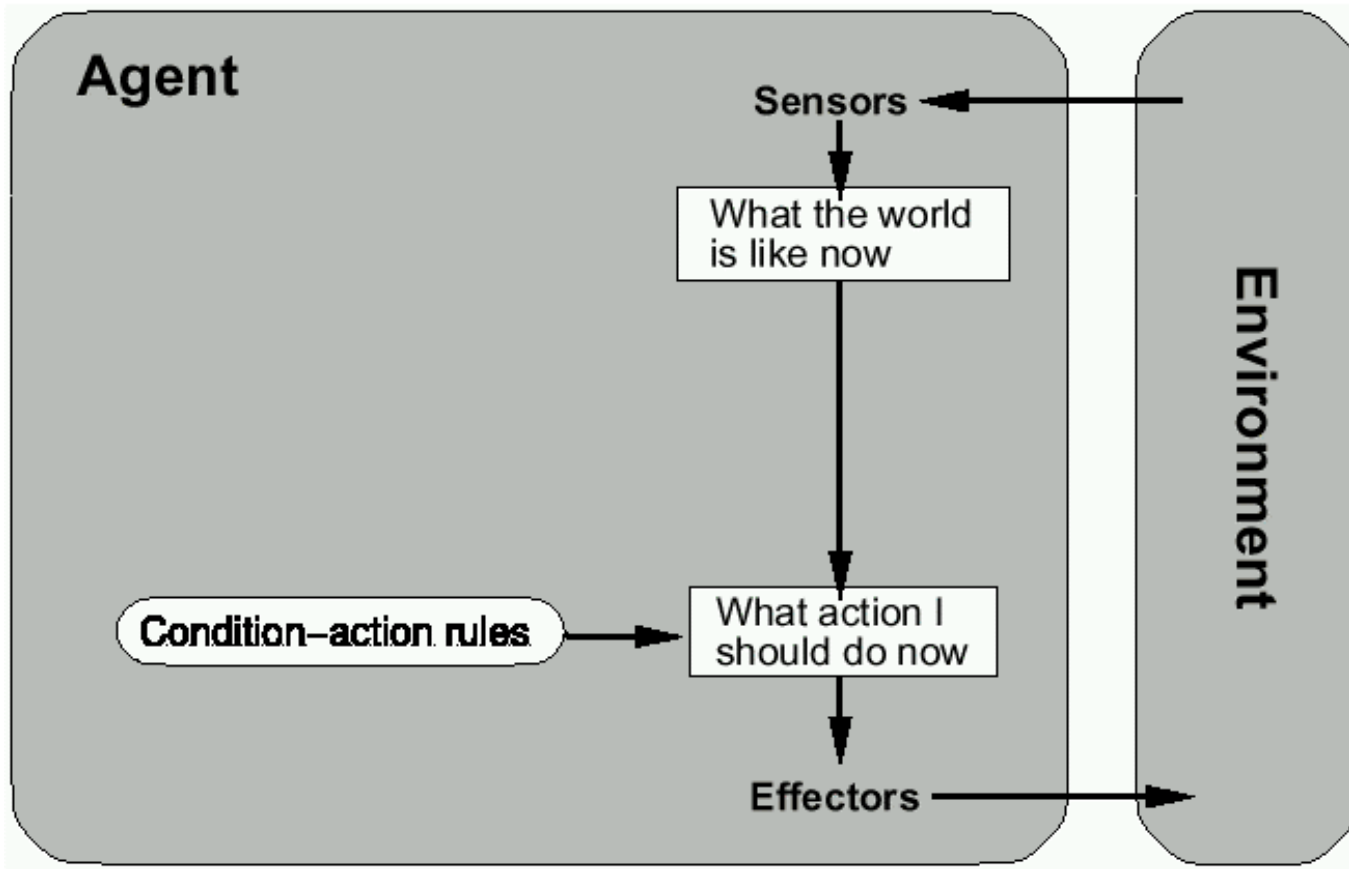 Agent
Sensors
What the world
is like now
Environment
Condition–action rules
What action I
should do now
Effectors